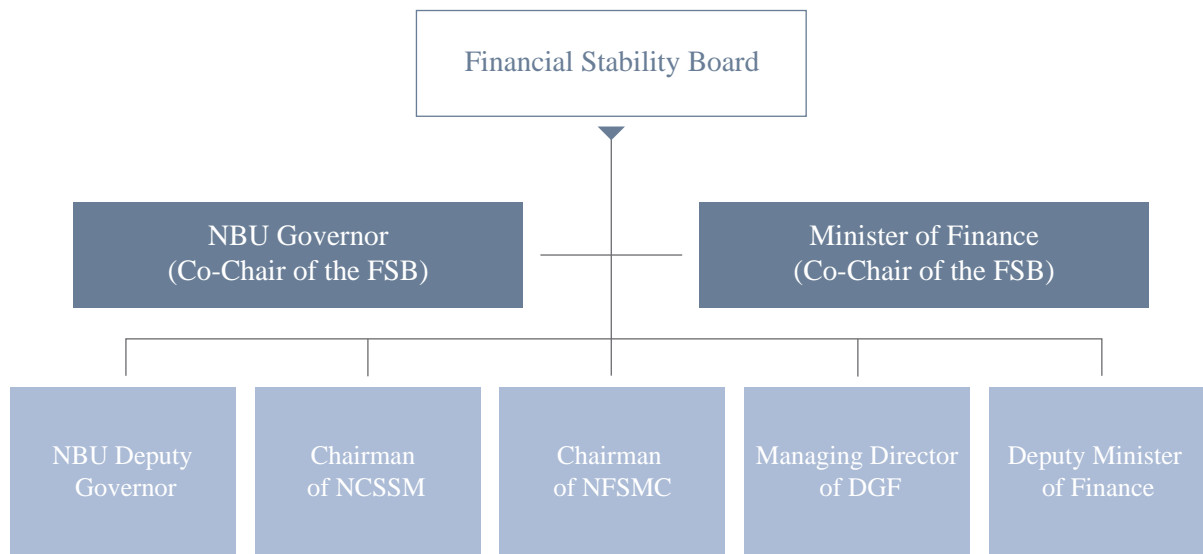 Financial Stability Board
NBU Governor
(Co-Chair of the FSB)
Minister of Finance
(Co-Chair of the FSB)
NBU Deputy
Governor
Chairman
of NCSSM
Chairman
of NFSMC
Managing Director
of DGF
Deputy Minister
of Finance